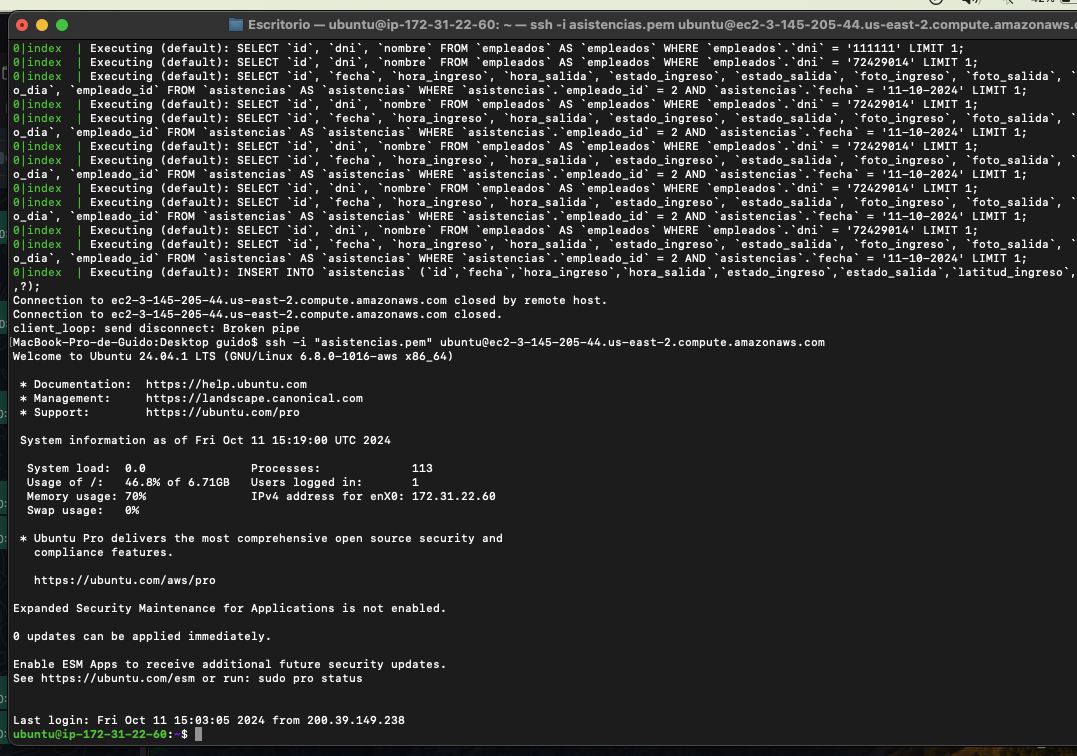 Escritorio — ubuntu@ip-172-31-22-60: ~ — ssh -i asistencias.pem ubuntu@ec2-3-145-205-44.us-east-2.compute.amazonaws.c
0|index  | Executing (default): SELECT `id`, `dni`, `nombre` FROM `empleados` AS `empleados` WHERE `empleados`.`dni` = '111111' LIMIT 1;
0|index  | Executing (default): SELECT `id`, `dni`, `nombre` FROM `empleados` AS `empleados` WHERE `empleados`.`dni` = '72429014' LIMIT 1;
0|index  | Executing (default): SELECT `id`, `fecha`, `hora_ingreso`, `hora_salida`, `estado_ingreso`, `estado_salida`, `foto_ingreso`, `foto_salida`, `
o_dia`, `empleado_id` FROM `asistencias` AS `asistencias` WHERE `asistencias`.`empleado_id` = 2 AND `asistencias`.`fecha` = '11-10-2024' LIMIT 1;
0|index  | Executing (default): SELECT `id`, `dni`, `nombre` FROM `empleados` AS `empleados` WHERE `empleados`.`dni` = '72429014' LIMIT 1;
0|index  | Executing (default): SELECT `id`, `fecha`, `hora_ingreso`, `hora_salida`, `estado_ingreso`, `estado_salida`, `foto_ingreso`, `foto_salida`, `
o_dia`, `empleado_id` FROM `asistencias` AS `asistencias` WHERE `asistencias`.`empleado_id` = 2 AND `asistencias`.`fecha` = '11-10-2024' LIMIT 1;
0|index  | Executing (default): SELECT `id`, `dni`, `nombre` FROM `empleados` AS `empleados` WHERE `empleados`.`dni` = '72429014' LIMIT 1;
0|index  | Executing (default): SELECT `id`, `fecha`, `hora_ingreso`, `hora_salida`, `estado_ingreso`, `estado_salida`, `foto_ingreso`, `foto_salida`, `
o_dia`, `empleado_id` FROM `asistencias` AS `asistencias` WHERE `asistencias`.`empleado_id` = 2 AND `asistencias`.`fecha` = '11-10-2024' LIMIT 1;
0|index  | Executing (default): SELECT `id`, `dni`, `nombre` FROM `empleados` AS `empleados` WHERE `empleados`.`dni` = '72429014' LIMIT 1;
0|index  | Executing (default): SELECT `id`, `fecha`, `hora_ingreso`, `hora_salida`, `estado_ingreso`, `estado_salida`, `foto_ingreso`, `foto_salida`, `
o_dia`, `empleado_id` FROM `asistencias` AS `asistencias` WHERE `asistencias`.`empleado_id` = 2 AND `asistencias`.`fecha` = '11-10-2024' LIMIT 1;
0|index  | Executing (default): SELECT `id`, `dni`, `nombre` FROM `empleados` AS `empleados` WHERE `empleados`.`dni` = '72429014' LIMIT 1;
0|index  | Executing (default): SELECT `id`, `fecha`, `hora_ingreso`, `hora_salida`, `estado_ingreso`, `estado_salida`, `foto_ingreso`, `foto_salida`, `
o_dia`, `empleado_id` FROM `asistencias` AS `asistencias` WHERE `asistencias`.`empleado_id` = 2 AND `asistencias`.`fecha` = '11-10-2024' LIMIT 1;
0|index  | Executing (default): INSERT INTO `asistencias` (`id`,`fecha`,`hora_ingreso`,`hora_salida`,`estado_ingreso`,`estado_salida`,`latitud_ingreso`,
,?);
Connection to ec2-3-145-205-44.us-east-2.compute.amazonaws.com closed by remote host.
Connection to ec2-3-145-205-44.us-east-2.compute.amazonaws.com closed.
client_loop: send disconnect: Broken pipe
[MacBook-Pro-de-Guido:Desktop guido$ ssh -i "asistencias.pem" ubuntu@ec2-3-145-205-44.us-east-2.compute.amazonaws.com
Welcome to Ubuntu 24.04.1 LTS (GNU/Linux 6.8.0-1016-aws x86_64)
* Documentation:  https://help.ubuntu.com
* Management:     https://landscape.canonical.com
* Support:        https://ubuntu.com/pro
System information as of Fri Oct 11 15:19:00 UTC 2024
System load:  0.0               Processes:             113
Usage of /:   46.8% of 6.71GB   Users logged in:       1
Memory usage: 70%               IPv4 address for enX0: 172.31.22.60
Swap usage:   0%
* Ubuntu Pro delivers the most comprehensive open source security and
compliance features.
https://ubuntu.com/aws/pro
Expanded Security Maintenance for Applications is not enabled.
0 updates can be applied immediately.
Enable ESM Apps to receive additional future security updates.
See https://ubuntu.com/esm or run: sudo pro status
Last login: Fri Oct 11 15:03:05 2024 from 200.39.149.238
ubuntu@ip-172-31-22-60:~$